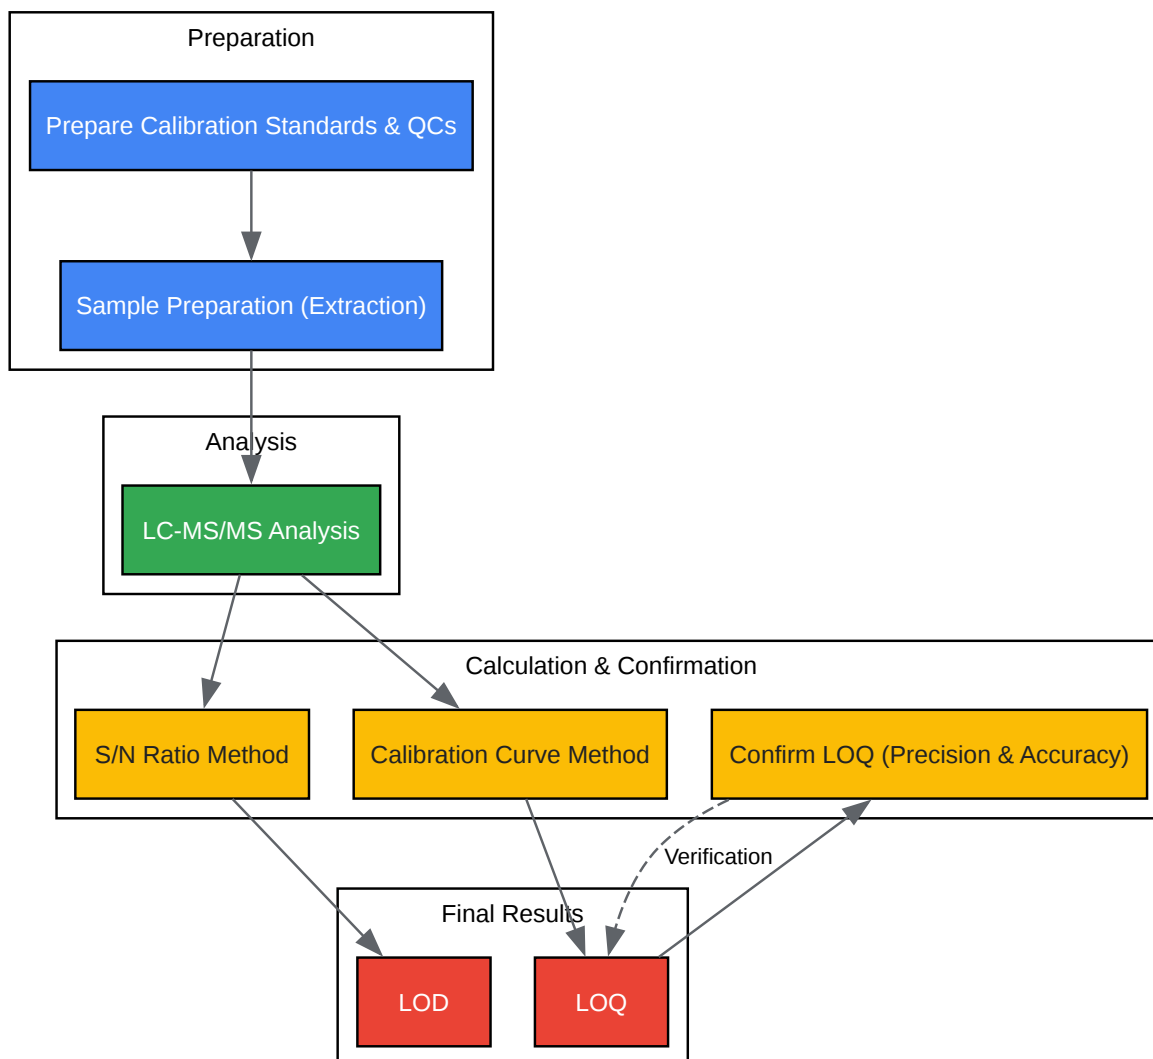 Preparation
Prepare Calibration Standards & QCs
Sample Preparation (Extraction)
Analysis
LC-MS/MS Analysis
Calculation & Confirmation
S/N Ratio Method
Calibration Curve Method
Confirm LOQ (Precision & Accuracy)
Verification
Final Results
LOD
LOQ